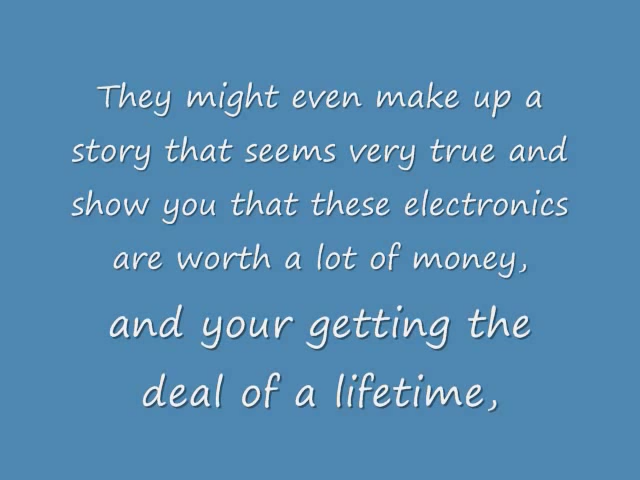 They might even make up a
story that seems very true and
show you that these electronics
are worth a lot of money,
and your getting the
deal of a lifetime,